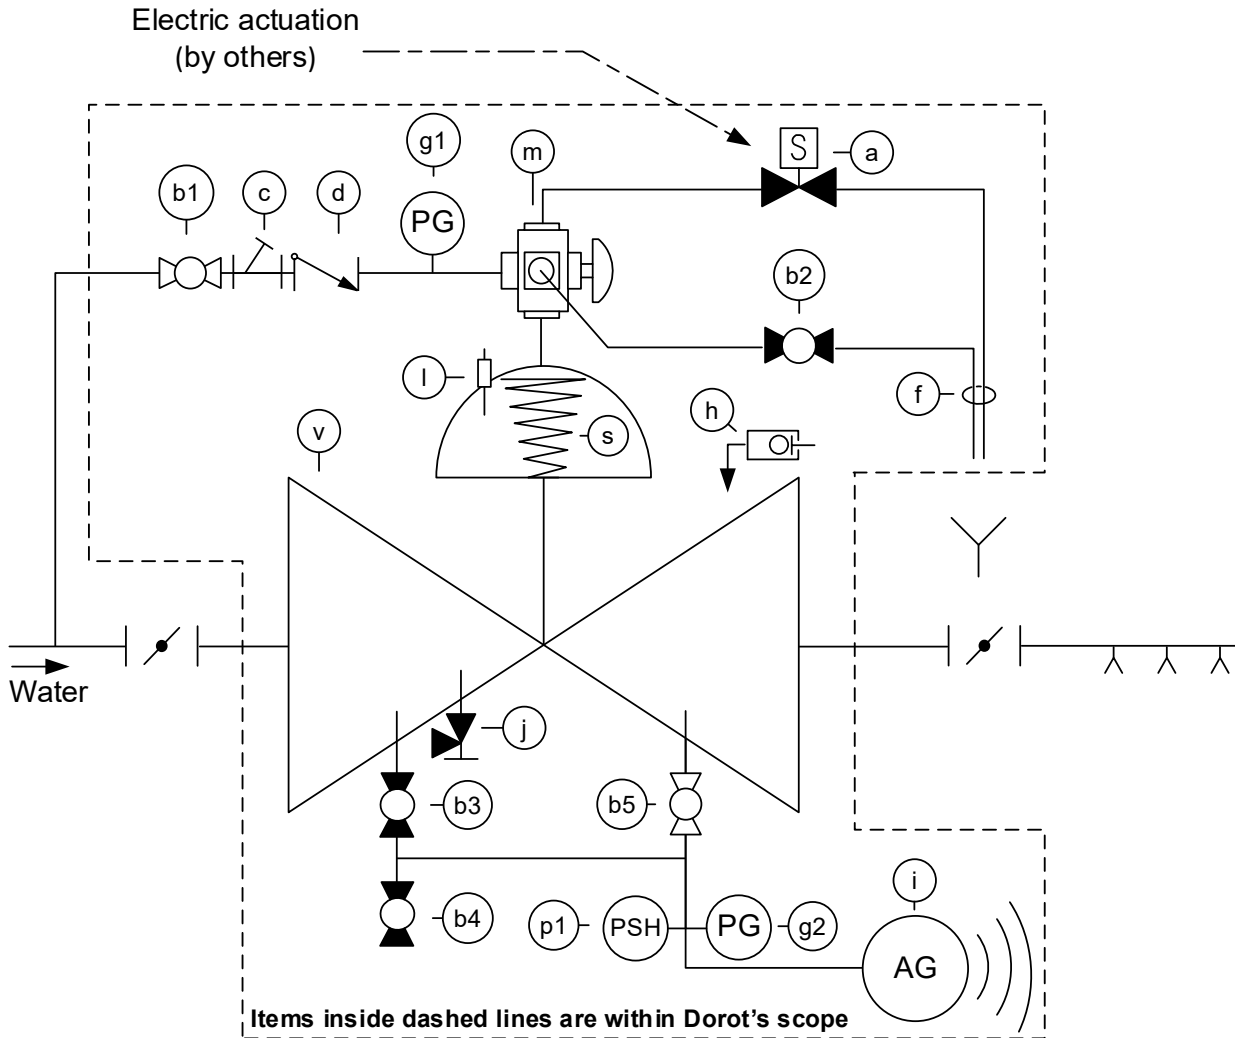 Electric actuation
(by others)
g1
m
S
a
b1
c
d
PG
b2
l
f
h
s
v
Water
j
b3
b5
i
b4
p1
PSH
PG
g2
AG
Items inside dashed lines are within Dorot's scope